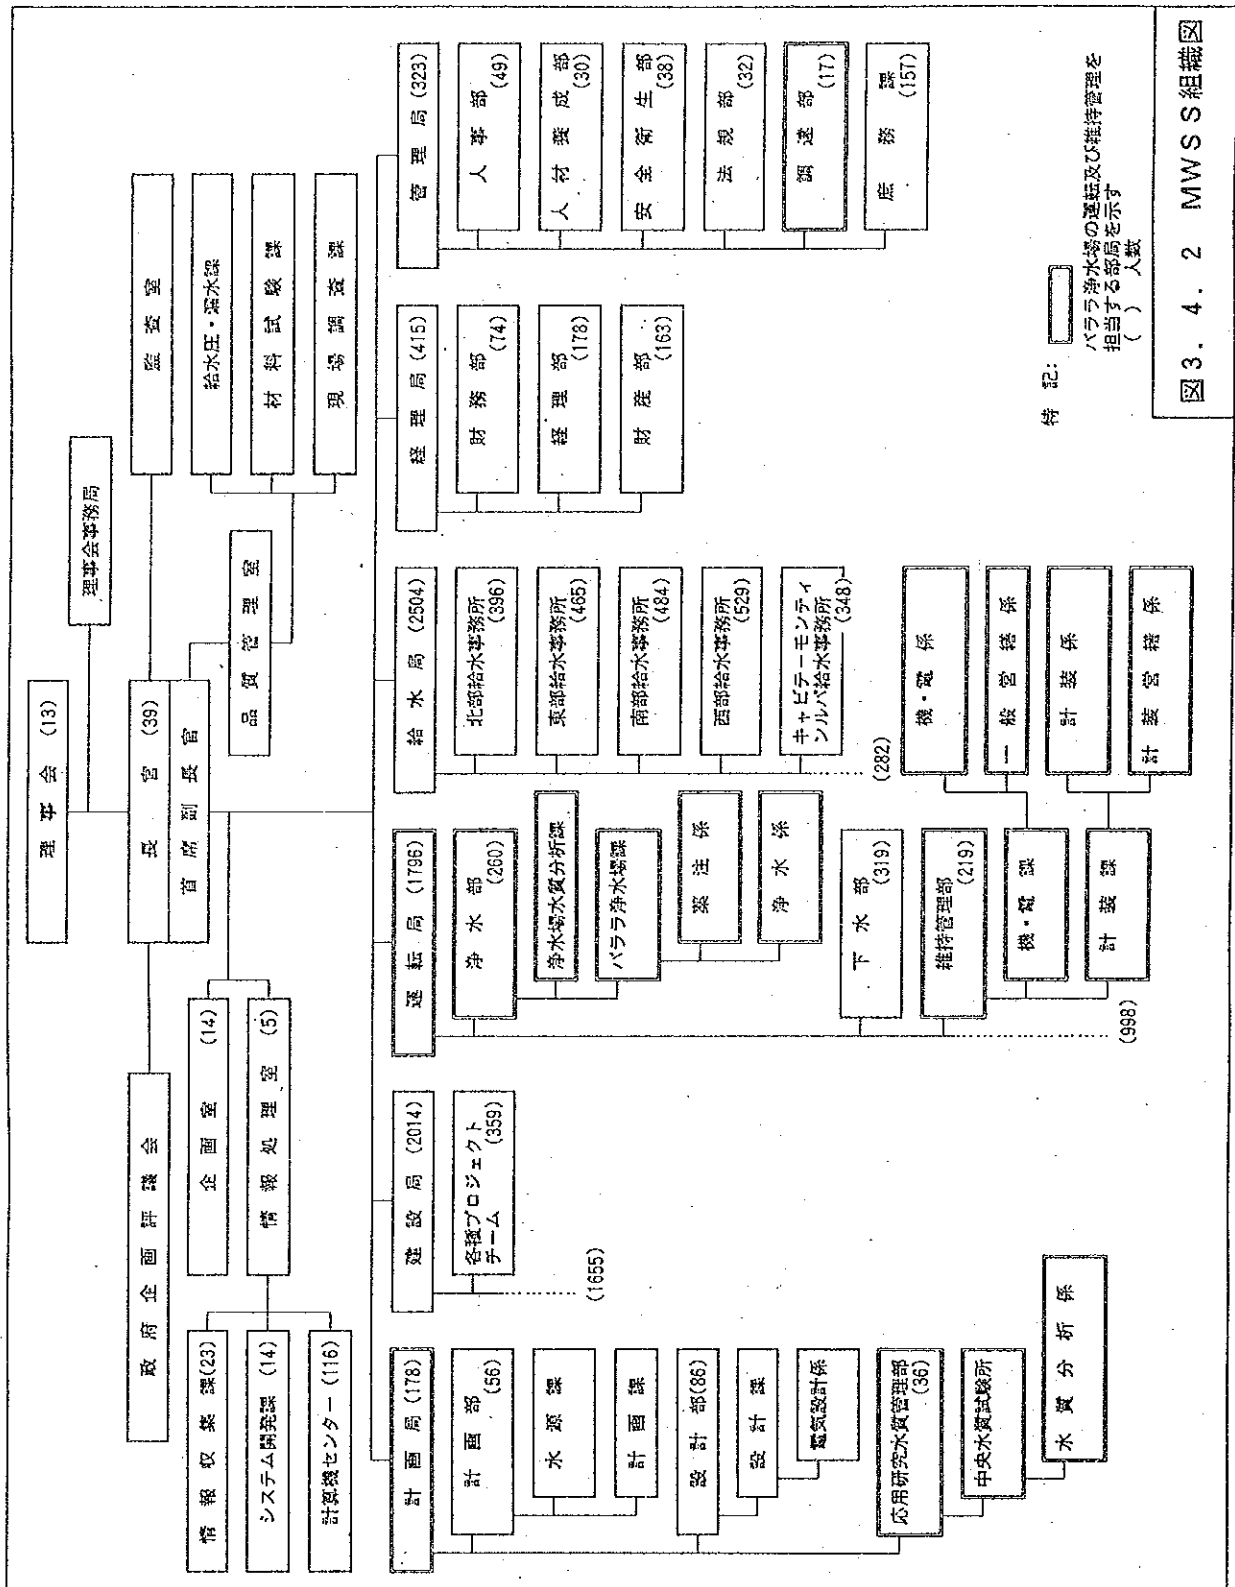 理事会 (13)
理事会事務局
政府企画評議会
長官 (39)
首席副長官
監査室
品質管理室
給水圧・漏水課
材料試験課
現場調査課
企画室 (14)
情報処理室 (5)
情報収集課 (23)
システム開発課 (14)
計算機センター (116)
計画局 (178)
計画部
(56)
水源課
計画課
設計部 (86)
設計課
電気設計係
応用研究水質管理部
(36)
中央水質試験所
水質分析係
建設局 (2014)
各種プロジェクト
チーム (359)
(1655)
運転局 (1796)
浄水部
(260)
浄水場水質分析課
バララ浄水場課
薬注係
浄水係
下水部
(319)
維持管理部
(219)
機・電課
計装課
(998)
機・電係
一般営繕係
計装係
計装営繕係
給水局 (2504)
北部給水事務所
(396)
東部給水事務所
(465)
南部給水事務所
(484)
西部給水事務所
(529)
キャビテーモンティ
ンルパ給水事務所
(348)
(282)
経理局 (415)
財務部
(74)
経理部
(178)
財産部
(163)
管理局 (323)
人事部
(49)
人材養成部
(30)
安全衛生部
(38)
法規部
(32)
調達部
(17)
庶務課
(157)
特記:
バララ浄水場の運転及び維持管理を
担当する部局を示す
( ) 人数
図3.4.2 MWSS組織図